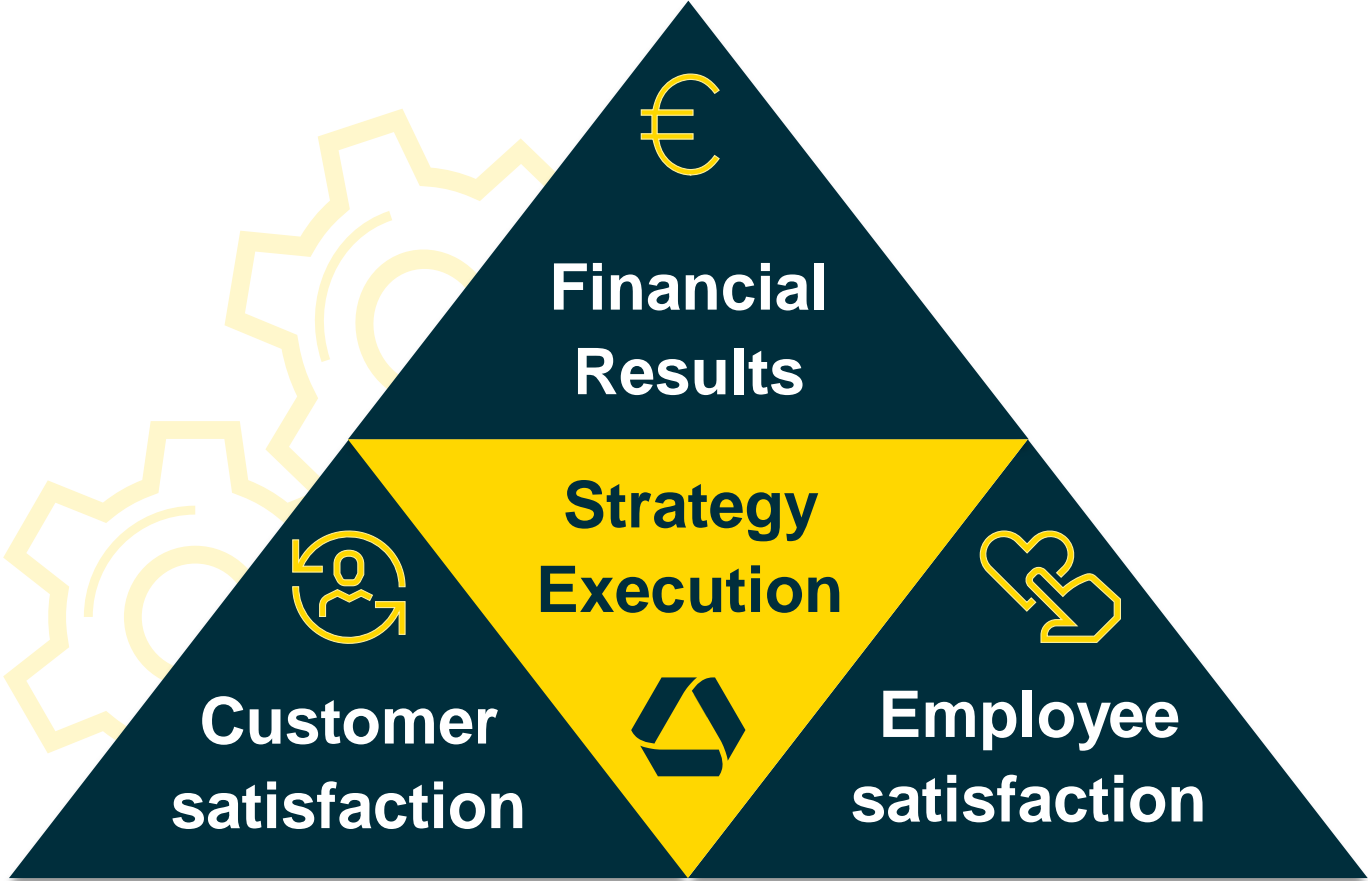 €
Financial
Results
Strategy
Execution
Customer
satisfaction
Employee
satisfaction